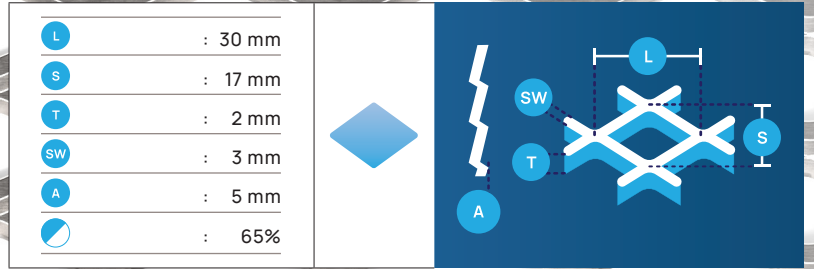 L : 30 mm
S : 17 mm
T : 2 mm
SW : 3 mm
A : 5 mm
: 65%
L
SW
S
T
A